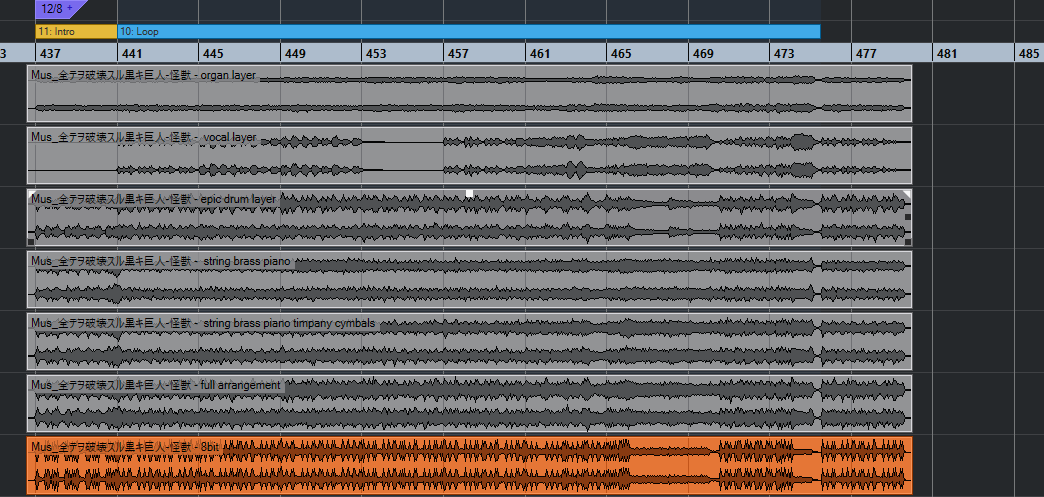 12/8 +
11: Intro
10: Loop
3 437 441 445 449 453 457 461 465 469 473 477 481 485
Mus_全テヲ破壊スル黒キ巨人-怪獣 - organ layer
Mus_全テヲ破壊スル黒キ巨人-怪獣 - vocal layer
Mus_全テヲ破壊スル黒キ巨人-怪獣 - epic drum layer
Mus_全テヲ破壊スル黒キ巨人-怪獣 - string brass piano
Mus_全テヲ破壊スル黒キ巨人-怪獣 - string brass piano timpany cymbals
Mus_全テヲ破壊スル黒キ巨人-怪獣 - full arrangement
Mus_全テヲ破壊スル黒キ巨人-怪獣 - 8bit